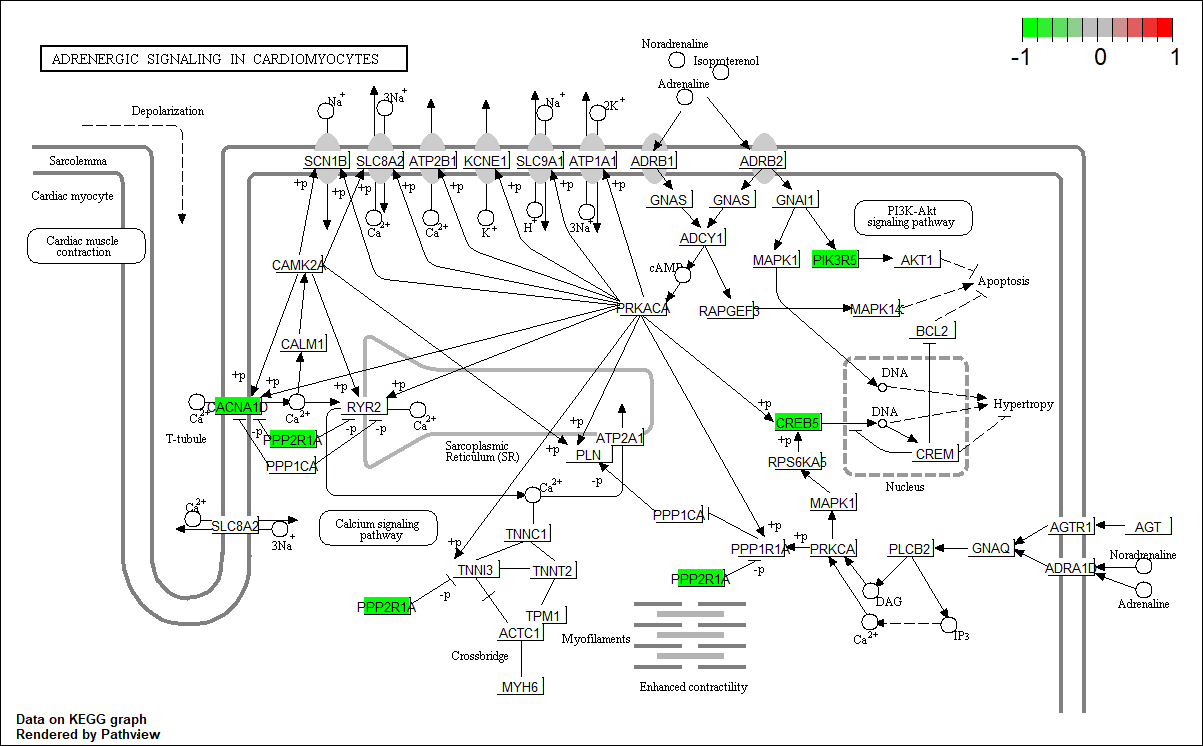 ADRENERGIC SIGNALING IN CARDIOMYOCYTES
-1 0 1
Noradrenaline
Isoproterenol
Adrenaline
Depolarization
Na+
3Na+
Na+
2K+
Sarcolemma
SCN1B
SLC8A2
ATP2B1
KCNE1
SLC9A1
ATP1A1
ADRB1
ADRB2
+p
+p
+p
+p
+p
+p
+p
Cardiac myocyte
GNAS
GNAS
GNAI1
Ca2+
Ca2+
K+
H+
3Na+
PI3K-Akt
signaling pathway
Cardiac muscle
contraction
ADCY1
CAMK2A
cAMP
MAPK1
PIK3R5
AKT1
Apoptosis
PRKACA
RAPGEF3
MAPK14
BCL2
CALM1
+p
+p
+p
+p
DNA
Ca2+
CACNA1D
Ca2+
RYR2
Ca2+
+p
DNA
Hypertropy
T-tubule
-p
PPP2R1A
-p
-p
+p
CREB5
+p
PPP1CA
Sarcoplasmic
Reticulum (SR)
ATP2A1
+p
PLN
-p
CREM
RPS6KA5
Nucleus
Ca2+
Ca2+
SLC8A2
3Na
Calcium signaling
pathway
PPP1CA
MAPK1
TNNC1
+p
+p
+p
PPP1R1A
PRKCA
PLCB2
GNAQ
AGTR1
AGT
Noradrenaline
ADRA1D
TNNI3
TNNT2
-p
PPP2R1A
-p
PPP2R1A
Adrenaline
DAG
TPM1
ACTC1
Ca2+
IP3
Myofilaments
Crossbridge
MYH6
Enhanced contractility
Data on KEGG graph
Rendered by Pathview